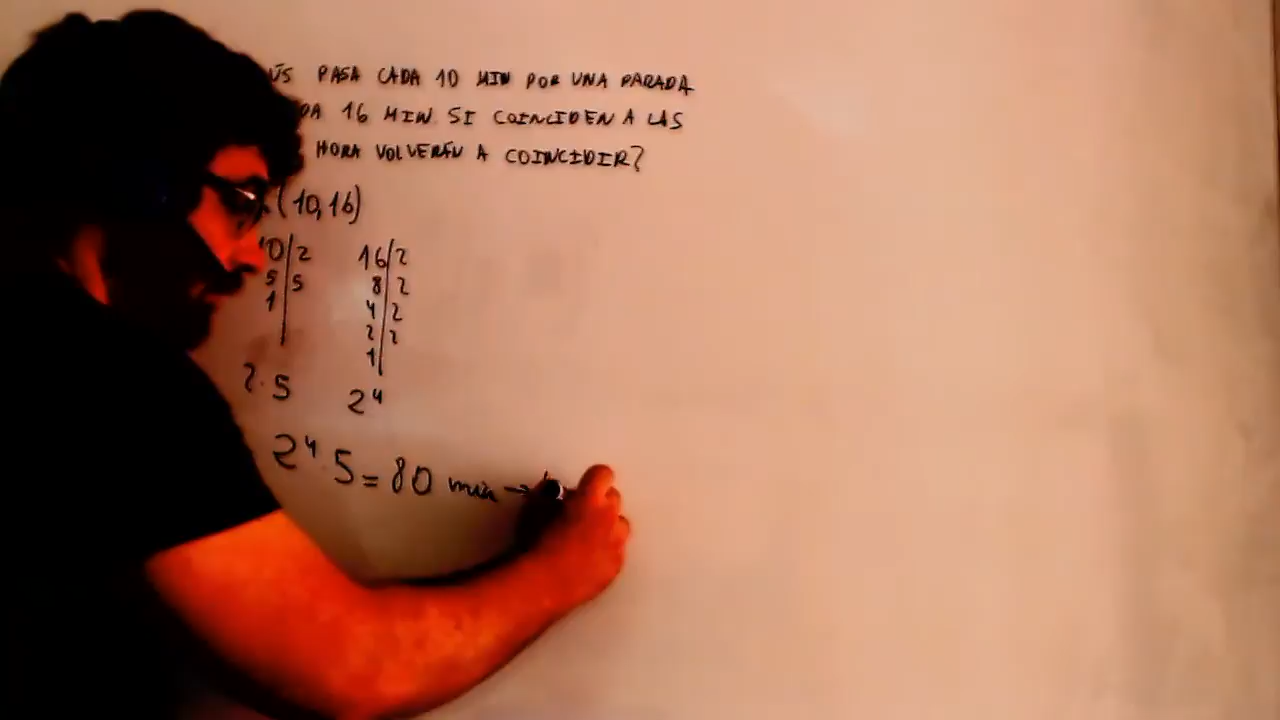 ÚS PASA CADA 10 MIN POR UNA PARADA
DA 16 MIN. SI COINCIDEN A LAS
HORA VOLVERÁN A COINCIDIR?
(10,16)
10 2 16 2
5 5 8 2
1 4 2
2 2
1
2·5 2⁴
2⁴·5=80 min→